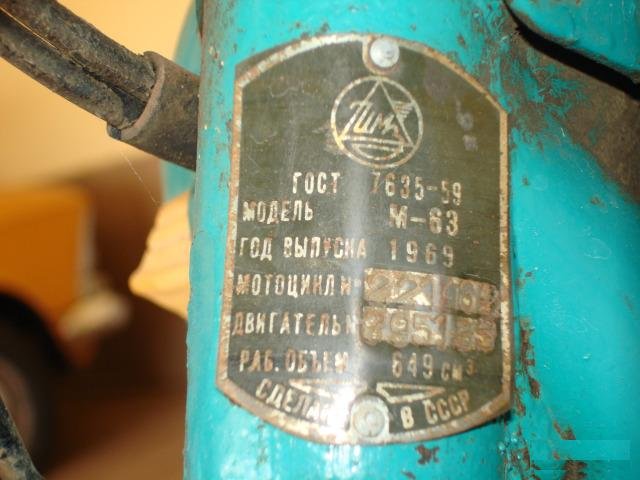 ГОСТ 7635-59
МОДЕЛЬ М-63
ГОД ВЫПУСКА 1969
МОТОЦИКЛ №
ДВИГАТЕЛЬ №
РАБ. ОБЪЕМ 649 СМ³
СДЕЛАНО В СССР